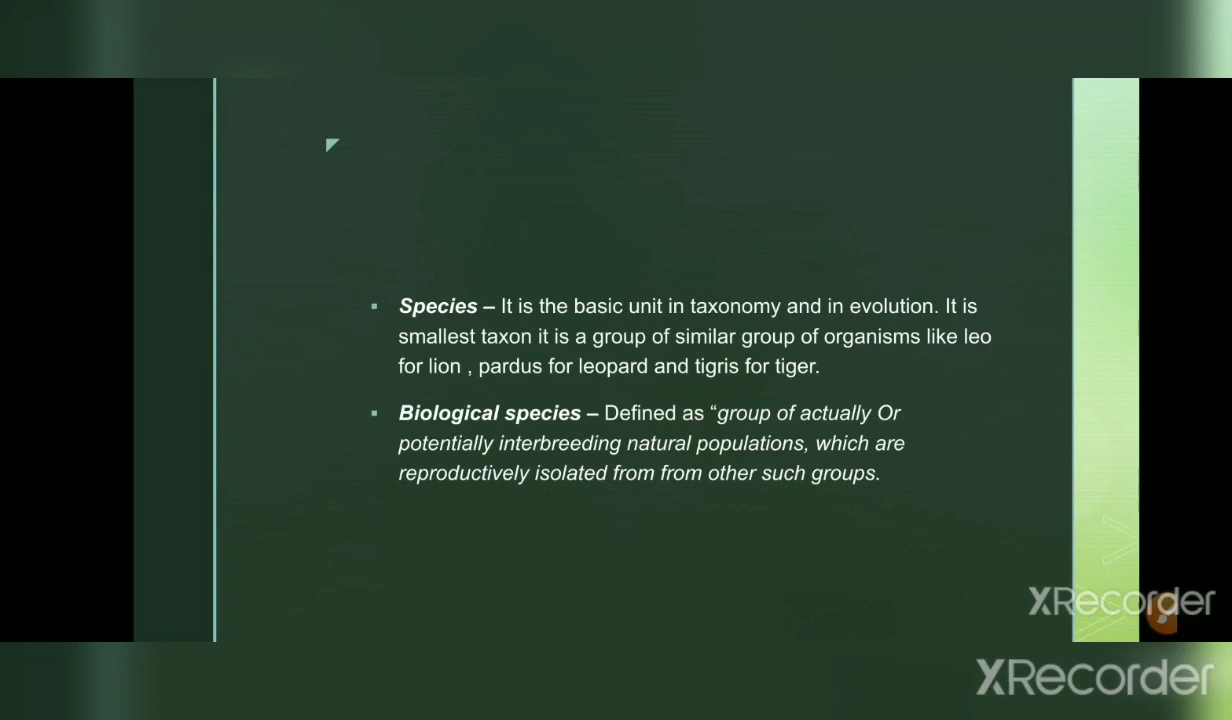 Species – It is the basic unit in taxonomy and in evolution. It is
smallest taxon it is a group of similar group of organisms like leo
for lion , pardus for leopard and tigris for tiger.
Biological species – Defined as “group of actually Or
potentially interbreeding natural populations, which are
reproductively isolated from from other such groups.
XRecorder
XRecorder